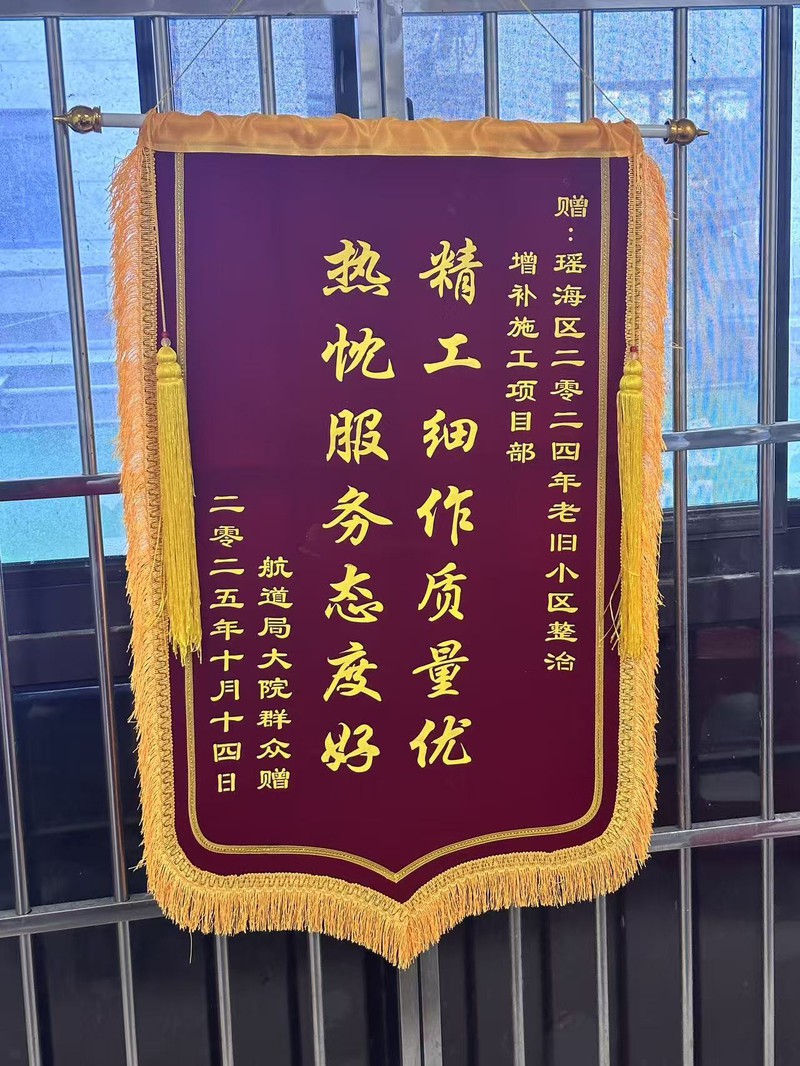 赠：瑶海区二零二四年老旧小区整治
增补施工项目部
精工细作质量优
热忱服务态度好
航道局大院群众赠
二零二五年十月十四日